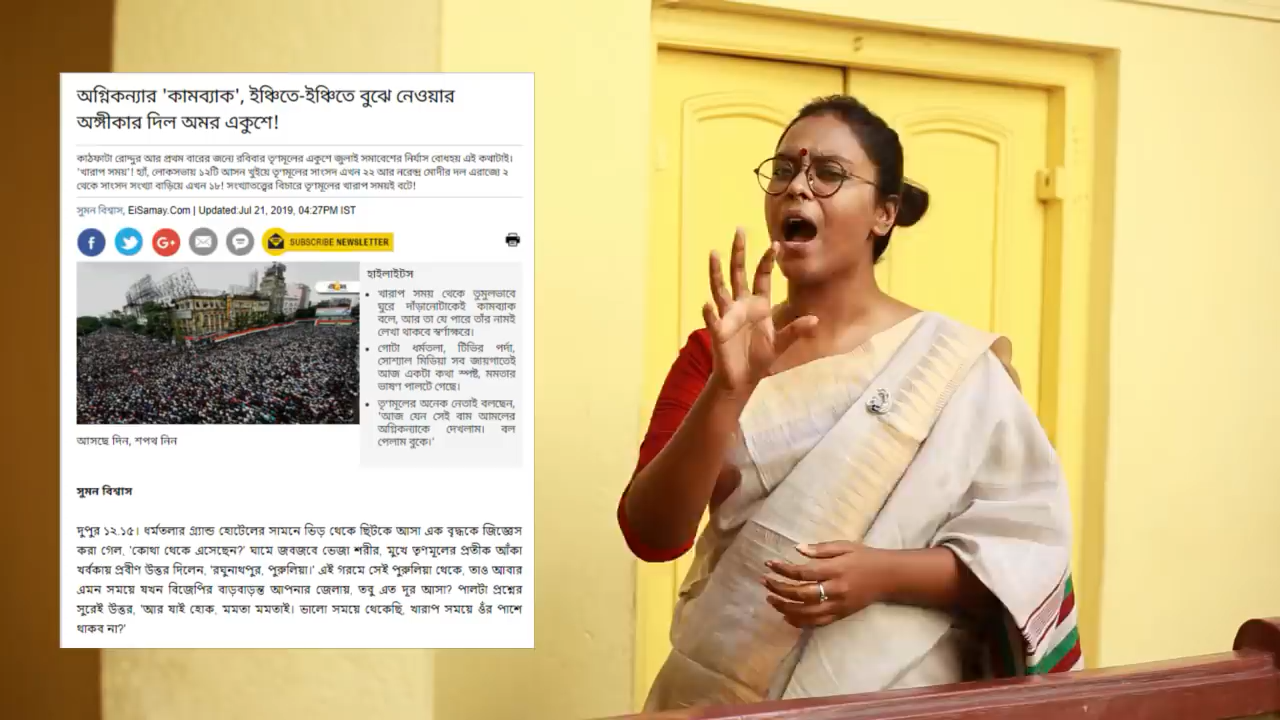 অগ্নিকন্যার 'কামব্যাক', ইঞ্চিতে-ইঞ্চিতে বুঝে নেওয়ার
অঙ্গীকার দিল অমর একুশে!
কাঠফাটা রোদ্দুর আর প্রথম বারের জন্যে রবিবার তৃণমূলের একুশে জুলাই সমাবেশের নির্যাস বোধহয় এই কথাটাই।
'খারাপ সময়'! হ্যাঁ, লোকসভায় ১২টি আসন খুইয়ে তৃণমূলের সাংসদ এখন ২২ আর নরেন্দ্র মোদীর দল এরাজ্যে ২
থেকে সাংসদ সংখ্যা বাড়িয়ে এখন ১৮! সংখ্যাতত্ত্বের বিচারে তৃণমূলের খারাপ সময়ই বটে!
সুমন বিশ্বাস, EiSamay.Com | Updated:Jul 21, 2019, 04:27PM IST
SUBSCRIBE NEWSLETTER
হাইলাইটস
খারাপ সময় থেকে তুমুলভাবে
ঘুরে দাঁড়ানোটাকেই কামব্যাক
বলে, আর তা যে পারে তাঁর নামই
লেখা থাকবে স্বর্ণাক্ষরে।
গোটা ধর্মতলা, টিভির পর্দা,
সোশ্যাল মিডিয়া সব জায়গাতেই
আজ একটা কথা স্পষ্ট, মমতার
ভাষণ পালটে গেছে।
তৃণমূলের অনেক নেতাই বলছেন,
'আজ যেন সেই বাম আমলের
অগ্নিকন্যাকে দেখলাম। বল
পেলাম বুকে।'
আসছে দিন, শপথ নিন
সুমন বিশ্বাস
দুপুর ১২.১৫। ধর্মতলার গ্র্যান্ড হোটেলের সামনে ভিড় থেকে ছিটকে আসা এক বৃদ্ধকে জিজ্ঞেস
করা গেল, 'কোথা থেকে এসেছেন?' ঘামে জবজবে ভেজা শরীর, মুখে তৃণমূলের প্রতীক আঁকা
খর্বকায় প্রবীণ উত্তর দিলেন, 'রঘুনাথপুর, পুরুলিয়া।' এই গরমে সেই পুরুলিয়া থেকে, তাও আবার
এমন সময়ে যখন বিজেপির বাড়বাড়ন্ত আপনার জেলায়, তবু এত দূর আসা? পালটা প্রশ্নের
সুরেই উত্তর, 'আর যাই হোক, মমতা মমতাই। ভালো সময়ে থেকেছি, খারাপ সময়ে ওঁর পাশে
থাকব না?'